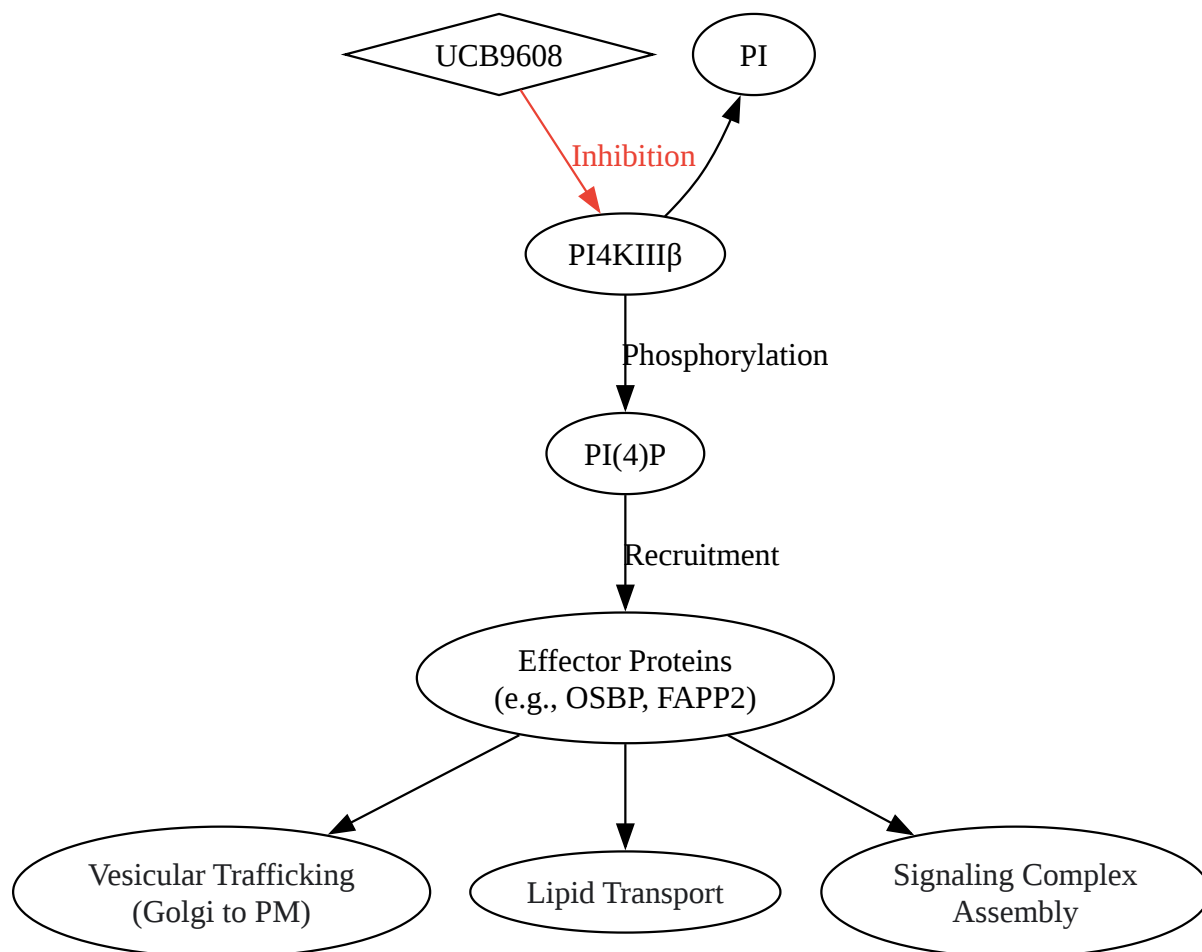 UCB9608
PI
Inhibition
PI4KIIIβ
Phosphorylation
PI(4)P
Recruitment
Effector Proteins
(e.g., OSBP, FAPP2)
Vesicular Trafficking
(Golgi to PM)
Lipid Transport
Signaling Complex
Assembly